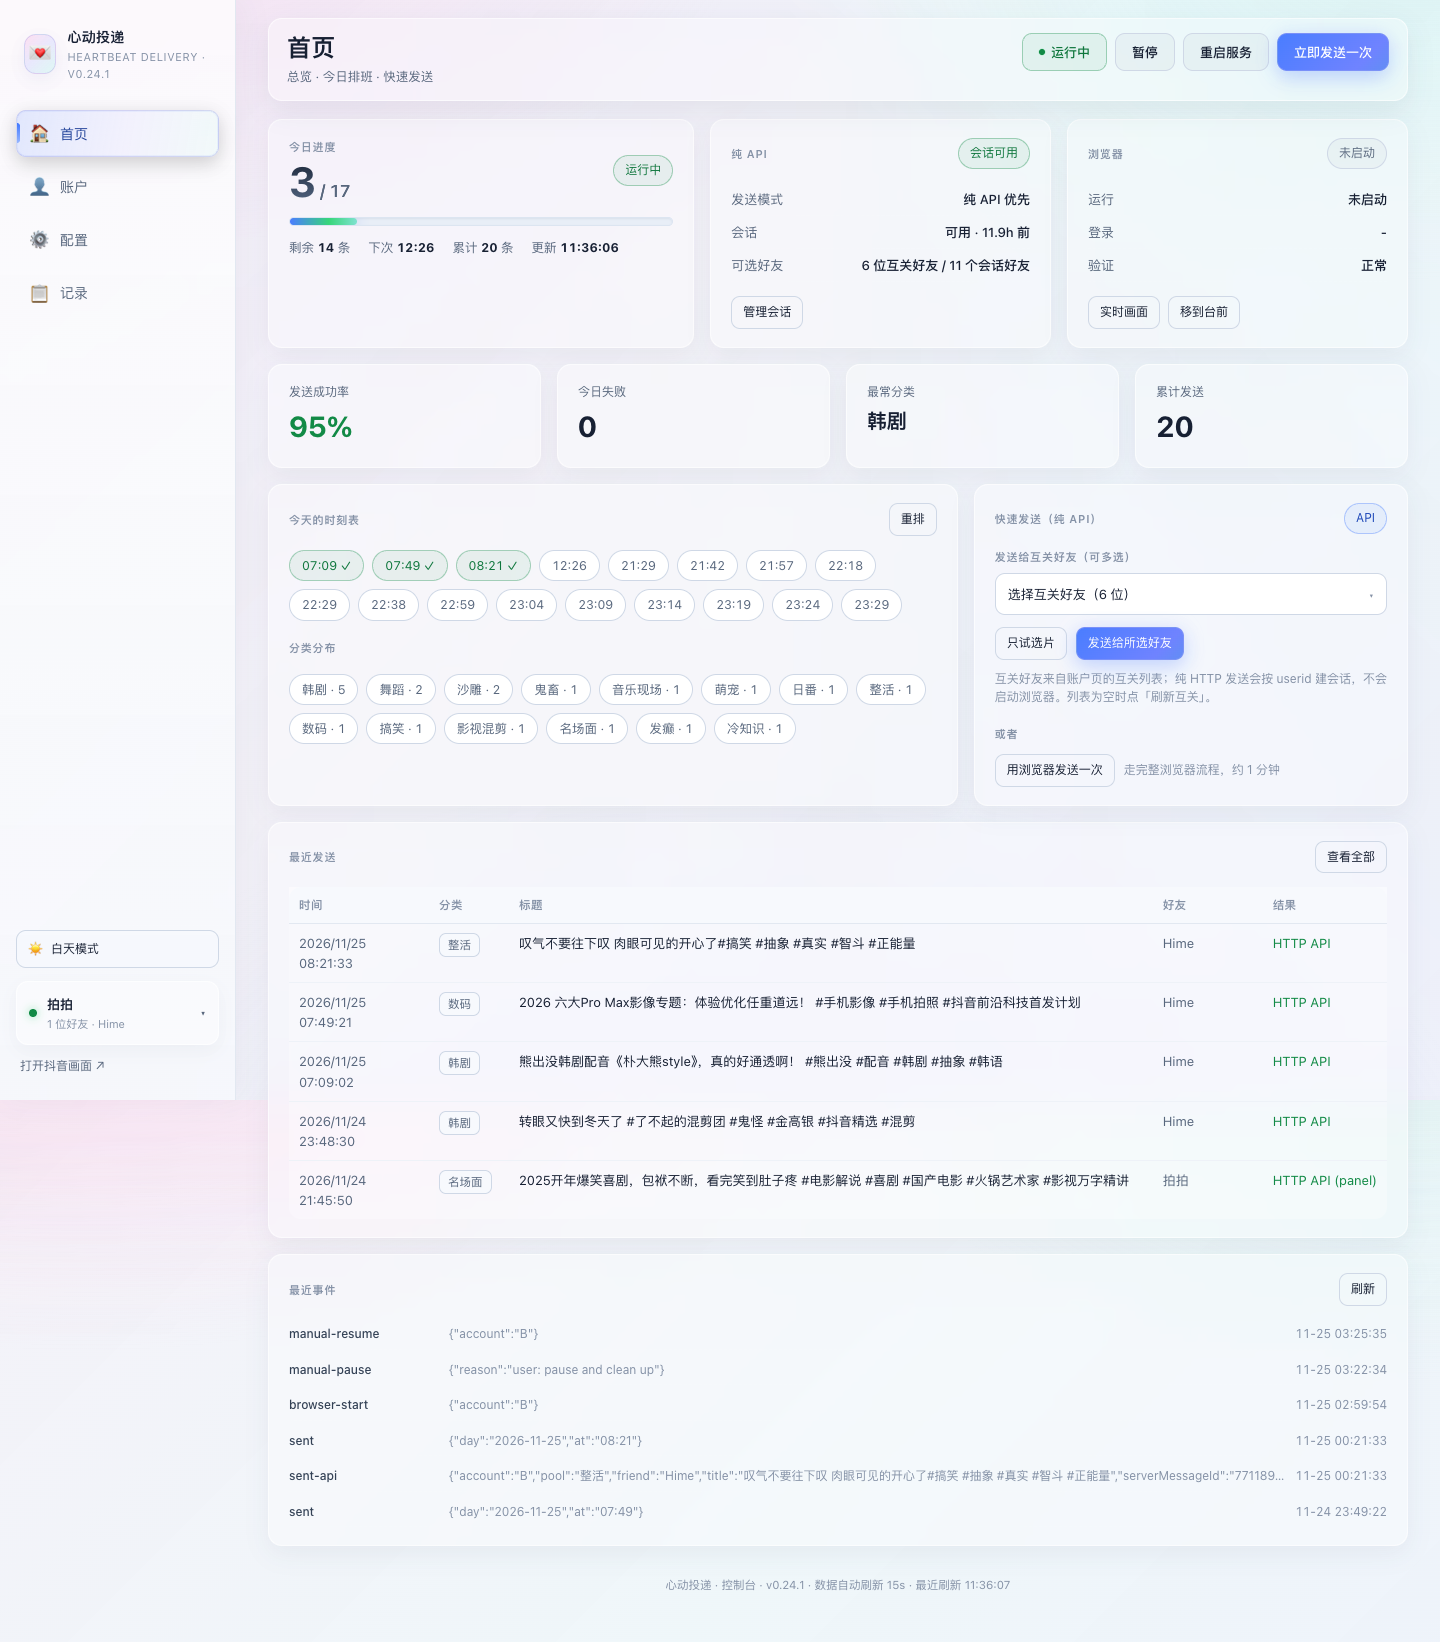 心动投递
HEARTBEAT DELIVERY ·
V0.24.1
首页
账户
配置
记录
白天模式
拍拍
1 位好友 · Hime
打开抖音画面 ↗
首页
总览 · 今日排班 · 快速发送
运行中
暂停
重启服务
立即发送一次
今日进度
3 / 17
运行中
剩余 14 条 下次 12:26 累计 20 条 更新 11:36:06
纯 API
会话可用
发送模式 纯 API 优先
会话 可用 · 11.9h 前
可选好友 6 位互关好友 / 11 个会话好友
管理会话
浏览器
未启动
运行 未启动
登录 -
验证 正常
实时画面 移到台前
发送成功率
95%
今日失败
0
最常分类
韩剧
累计发送
20
今天的时刻表
重排
07:09 ✓ 07:49 ✓ 08:21 ✓ 12:26 21:29 21:42 21:57 22:18
22:29 22:38 22:59 23:04 23:09 23:14 23:19 23:24 23:29
分类分布
韩剧 · 5 舞蹈 · 2 沙雕 · 2 鬼畜 · 1 音乐现场 · 1 萌宠 · 1 日番 · 1 整活 · 1
数码 · 1 搞笑 · 1 影视混剪 · 1 名场面 · 1 发癫 · 1 冷知识 · 1
快速发送（纯 API）
API
发送给互关好友（可多选）
选择互关好友（6 位）
只试选片 发送给所选好友
互关好友来自账户页的互关列表；纯 HTTP 发送会按 userid 建会话，不会
启动浏览器。列表为空时点「刷新互关」。
或者
用浏览器发送一次 走完整浏览器流程，约 1 分钟
最近发送
查看全部
时间 分类 标题 好友 结果
2026/11/25 整活 叹气不要往下叹 肉眼可见的开心了#搞笑 #抽象 #真实 #智斗 #正能量 Hime HTTP API
08:21:33
2026/11/25 数码 2026 六大Pro Max影像专题：体验优化任重道远！ #手机影像 #手机拍照 #抖音前沿科技首发计划 Hime HTTP API
07:49:21
2026/11/25 韩剧 熊出没韩剧配音《朴大熊style》，真的好通透啊！ #熊出没 #配音 #韩剧 #抽象 #韩语 Hime HTTP API
07:09:02
2026/11/24 韩剧 转眼又快到冬天了 #了不起的混剪团 #鬼怪 #金高银 #抖音精选 #混剪 Hime HTTP API
23:48:30
2026/11/24 名场面 2025开年爆笑喜剧，包袱不断，看完笑到肚子疼 #电影解说 #喜剧 #国产电影 #火锅艺术家 #影视万字精讲 拍拍 HTTP API (panel)
21:45:50
最近事件
刷新
manual-resume {"account":"B"} 11-25 03:25:35
manual-pause {"reason":"user: pause and clean up"} 11-25 03:22:34
browser-start {"account":"B"} 11-25 02:59:54
sent {"day":"2026-11-25","at":"08:21"} 11-25 00:21:33
sent-api {"account":"B","pool":"整活","friend":"Hime","title":"叹气不要往下叹 肉眼可见的开心了#搞笑 #抽象 #真实 #智斗 #正能量","serverMessageId":"771189... 11-25 00:21:33
sent {"day":"2026-11-25","at":"07:49"} 11-24 23:49:22
心动投递 · 控制台 · v0.24.1 · 数据自动刷新 15s · 最近刷新 11:36:07